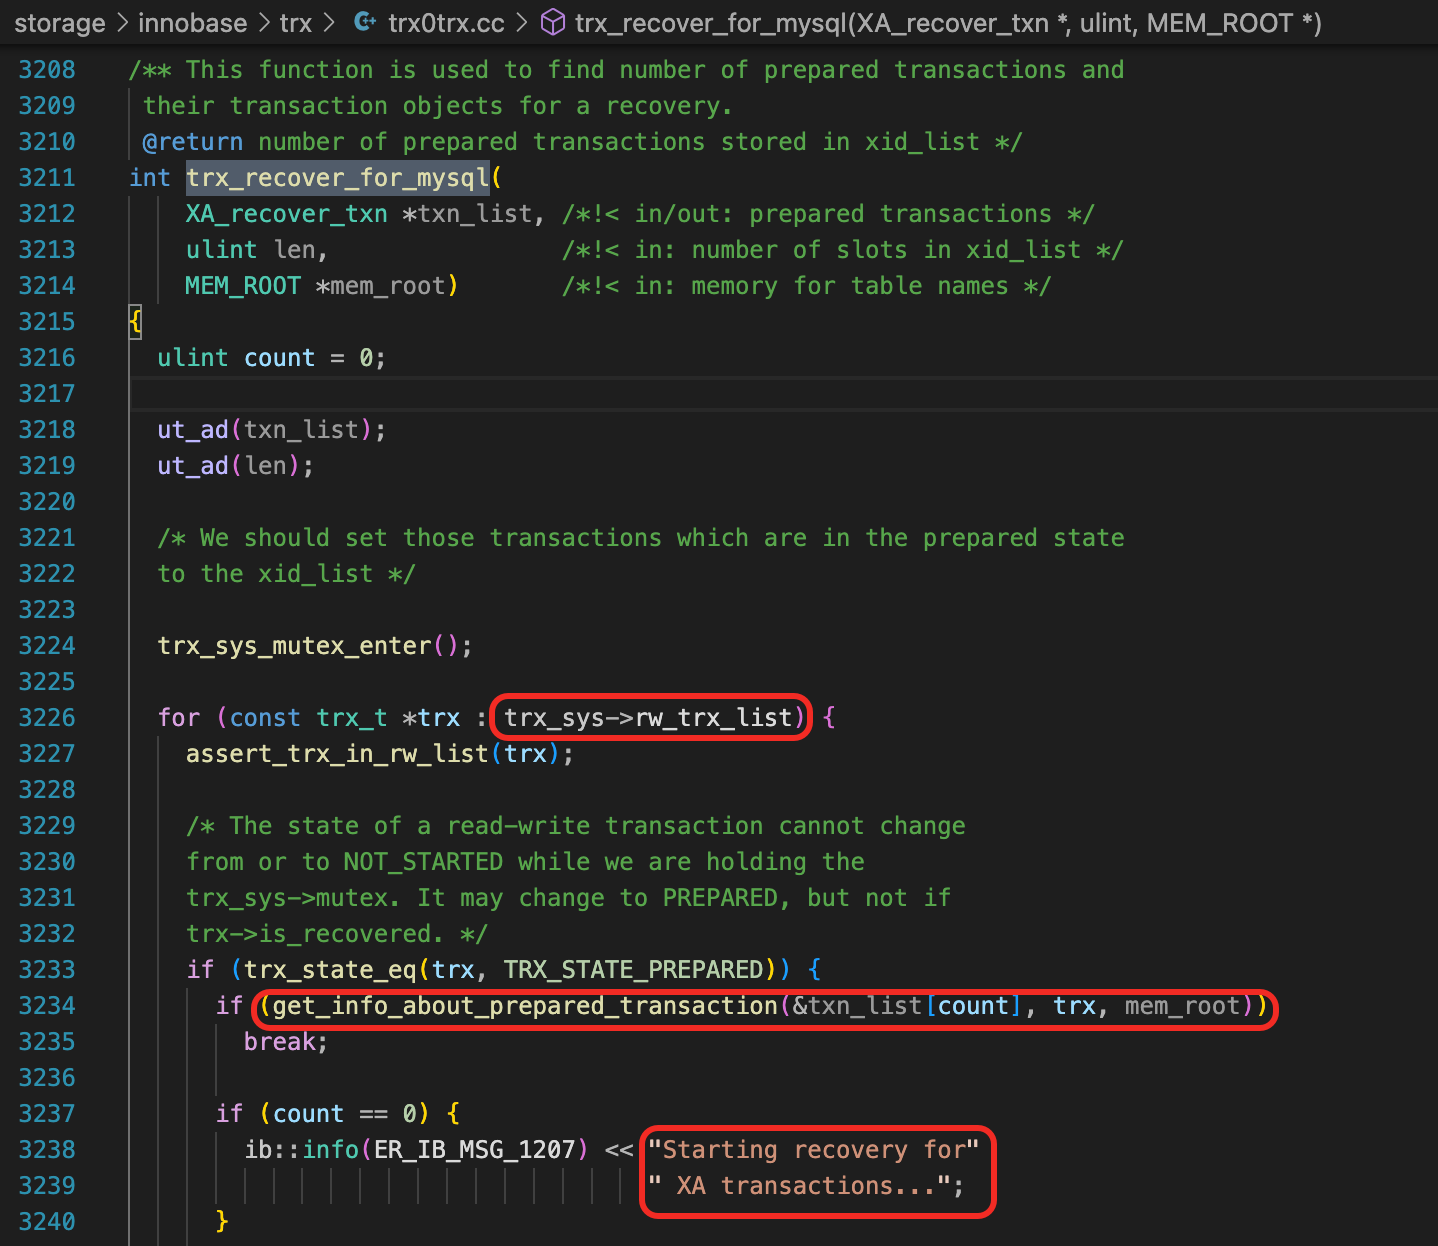 storage > innobase > trx > trx0trx.cc > trx_recover_for_mysql(XA_recover_txn *, ulint, MEM_ROOT *)
3208 /** This function is used to find number of prepared transactions and
3209 their transaction objects for a recovery.
3210 @return number of prepared transactions stored in xid_list */
3211 int trx_recover_for_mysql(
3212 XA_recover_txn *txn_list, /*!< in/out: prepared transactions */
3213 ulint len, /*!< in: number of slots in xid_list */
3214 MEM_ROOT *mem_root) /*!< in: memory for table names */
3215 {
3216 ulint count = 0;
3217
3218 ut_ad(txn_list);
3219 ut_ad(len);
3220
3221 /* We should set those transactions which are in the prepared state
3222 to the xid_list */
3223
3224 trx_sys_mutex_enter();
3225
3226 for (const trx_t *trx : trx_sys->rw_trx_list) {
3227 assert_trx_in_rw_list(trx);
3228
3229 /* The state of a read-write transaction cannot change
3230 from or to NOT_STARTED while we are holding the
3231 trx_sys->mutex. It may change to PREPARED, but not if
3232 trx->is_recovered. */
3233 if (trx_state_eq(trx, TRX_STATE_PREPARED)) {
3234 if (get_info_about_prepared_transaction(&txn_list[count], trx, mem_root))
3235 break;
3236
3237 if (count == 0) {
3238 ib::info(ER_IB_MSG_1207) << "Starting recovery for"
3239 " XA transactions...";
3240 }